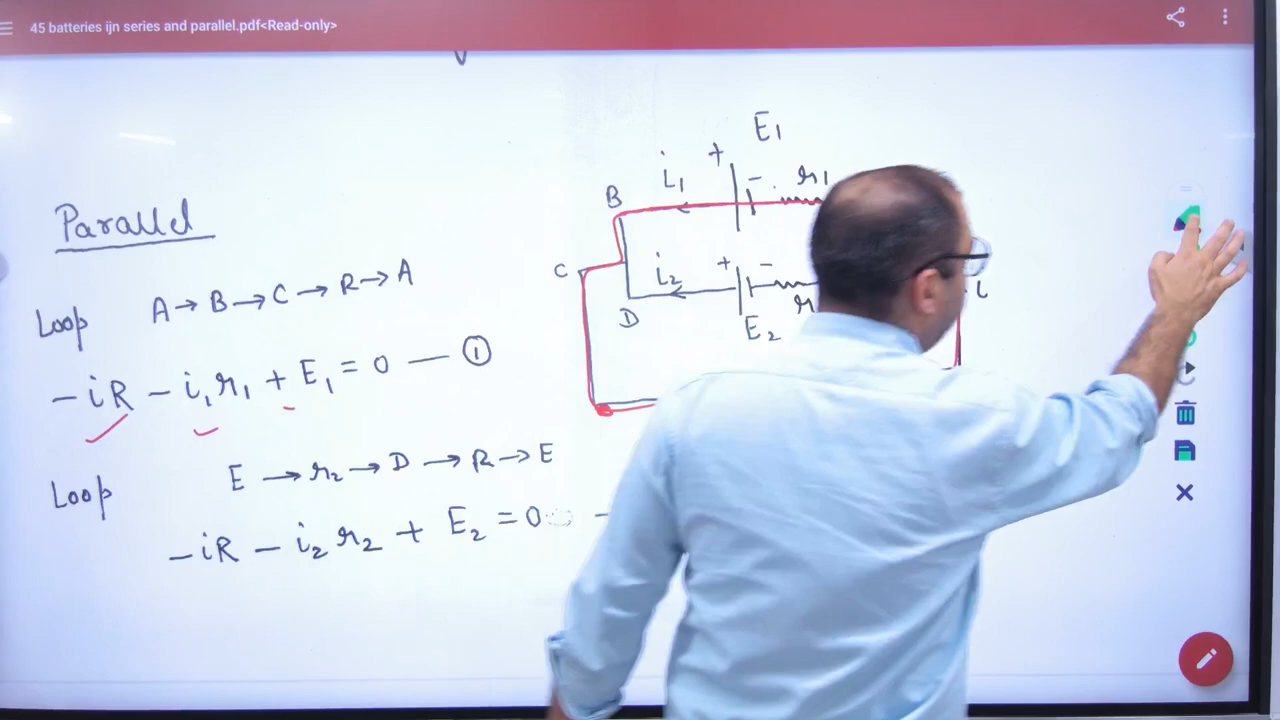 45 batteries ijn series and parallel.pdf<Read-only>
Parallel
Loop A → B → C → R → A
-iR - i₁r₁ + E₁ = 0 — ①
Loop E → r₂ → D → R → E
-iR - i₂r₂ + E₂ = 0 -
E₁
+ -
i₁ r₁
B
C
i₂ + - r
D E₂
i